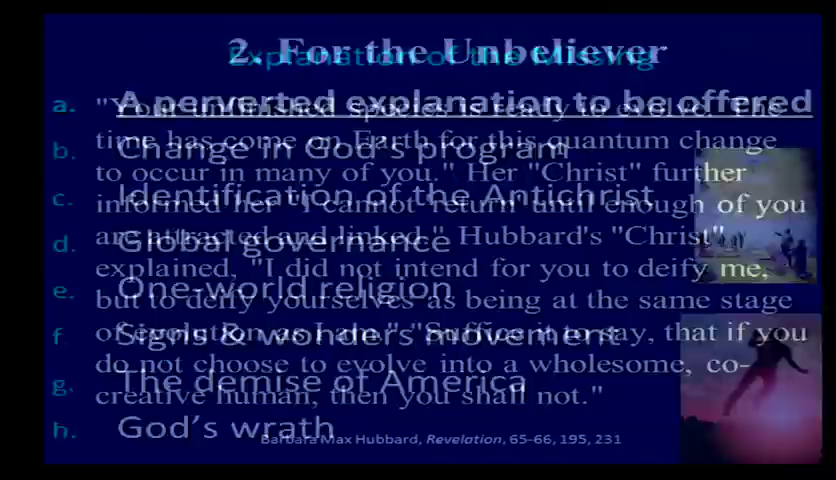 2. For the Unbeliever
Explanation of the Missing
a. A perverted explanation to be offered
b. Change in God's program
c. Identification of the Antichrist
d. Global governance
e. One-world religion
f Signs & wonders movement
g. The demise of America
h. God's wrath
"Your unfinished species is ready to evolve. The
time has come on Earth for this quantum change
to occur in many of you." Her "Christ" further
informed her "I cannot return until enough of you
are attracted and linked." Hubbard's "Christ"
explained, "I did not intend for you to deify me,
but to deify yourselves as being at the same stage
of evolution as I am." "Suffice it to say, that if you
do not choose to evolve into a wholesome, co-
creative human, then you shall not."
Barbara Max Hubbard, Revelation, 65-66, 195, 231